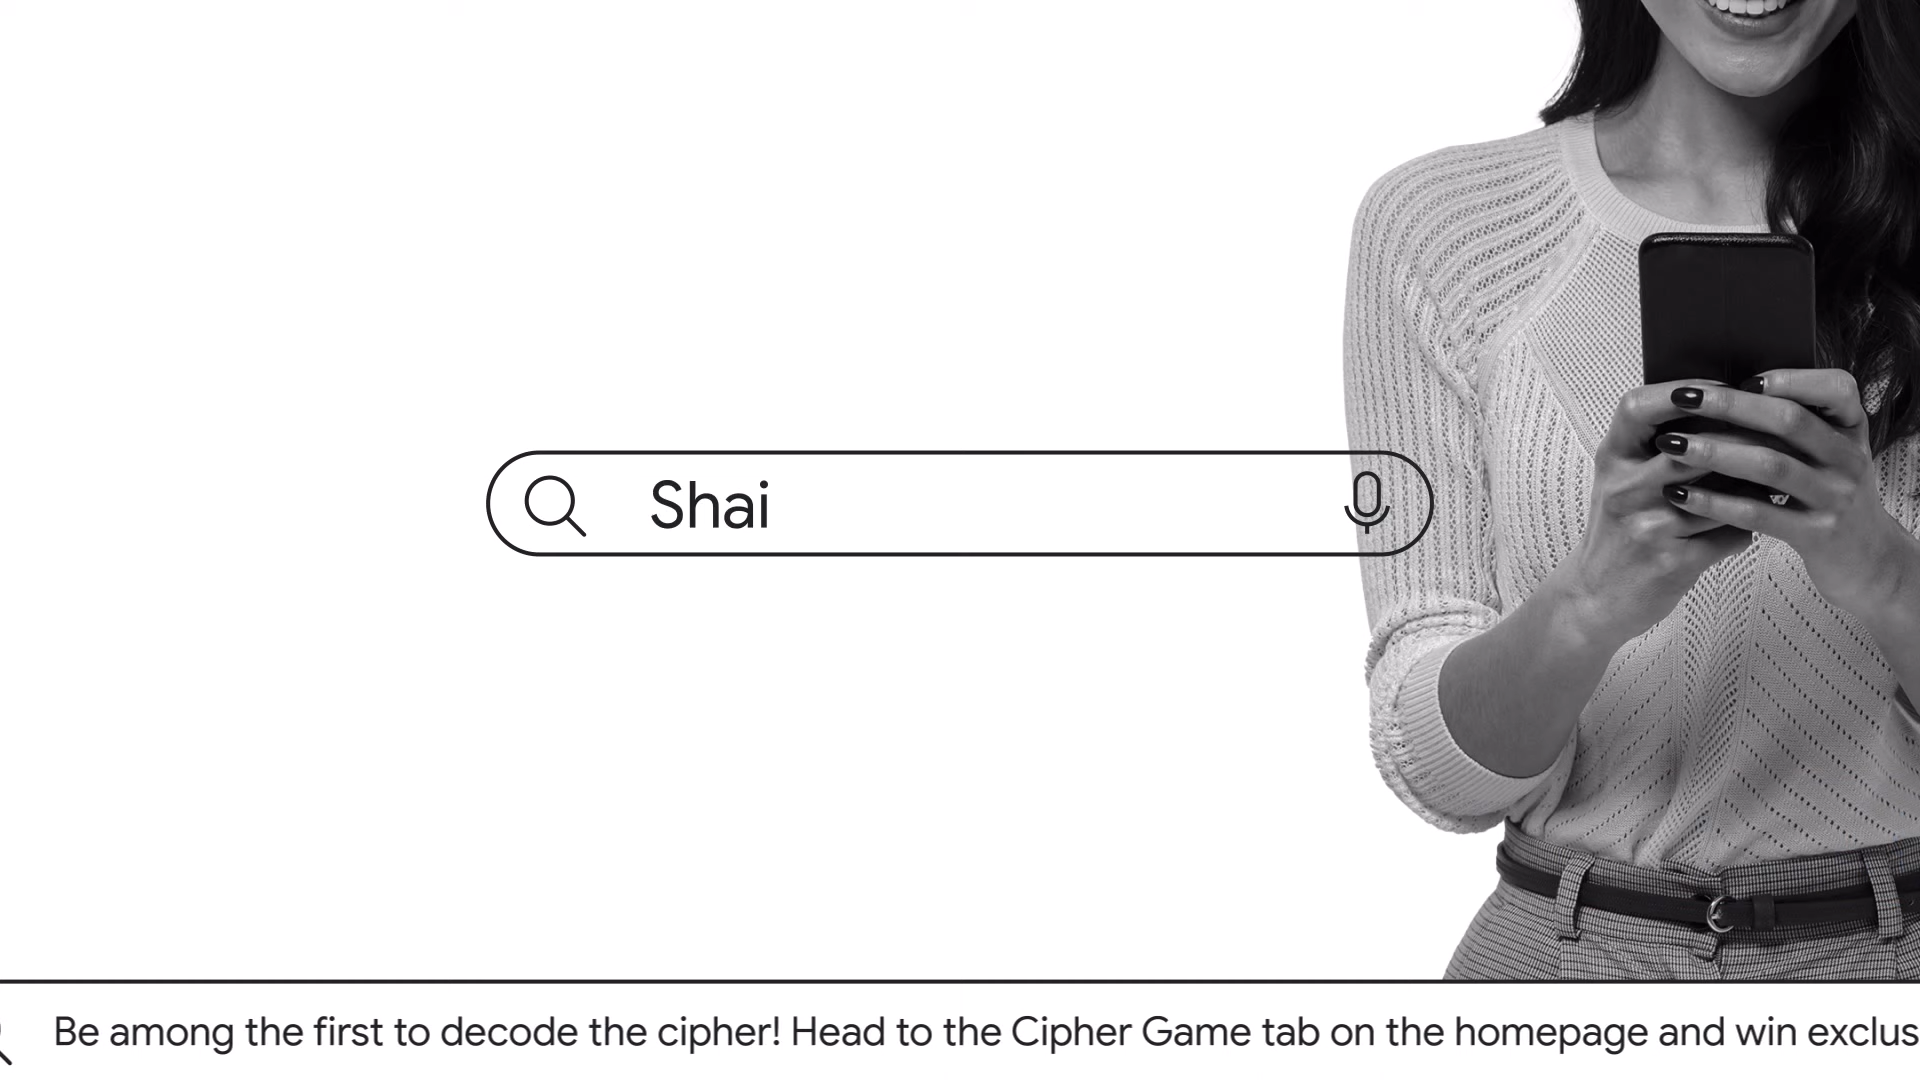 Shai
Be among the first to decode the cipher! Head to the Cipher Game tab on the homepage and win exclus